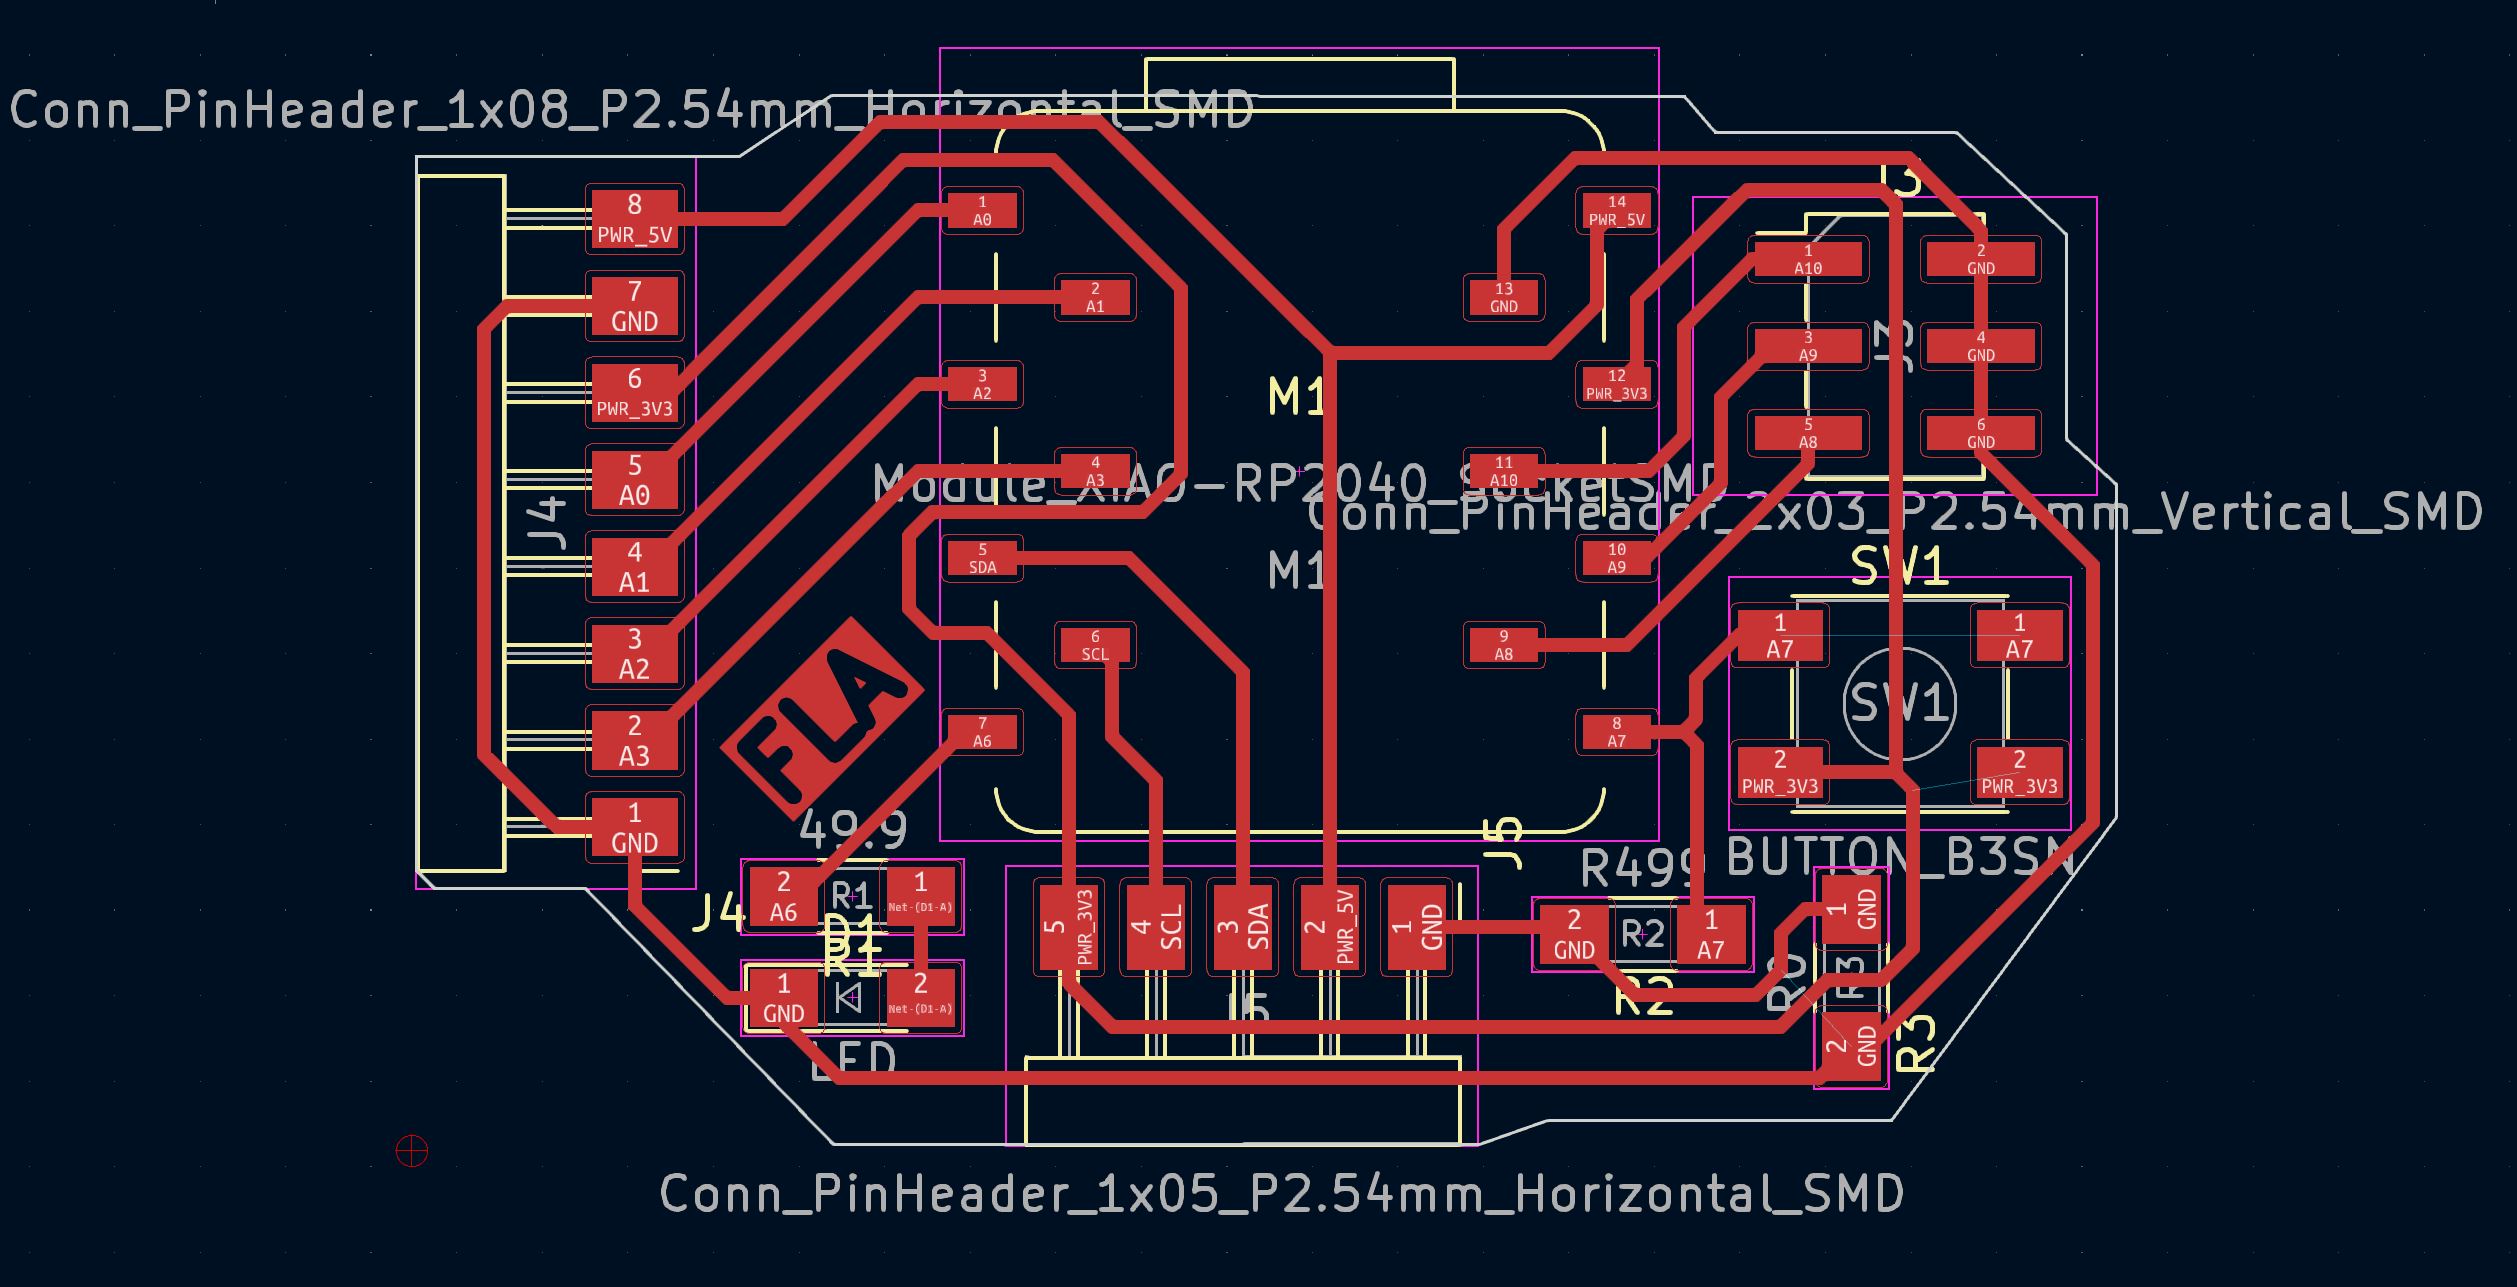 Conn_PinHeader_1x08_P2.54mm_Horizontal_SMD
8
PWR_5V
7
GND
6
PWR_3V3
5
A0
4
A1
3
A2
2
A3
1
GND
J4
J4
1
A0
2
A1
3
A2
4
A3
5
SDA
6
SCL
7
A6
14
PWR_5V
13
GND
12
PWR_3V3
11
A10
10
A9
9
A8
8
A7
M1
Module_XIAO-RP2040_SocketSMD
M1
J3
1
A10
2
GND
3
A9
4
GND
5
A8
6
GND
J3
Conn_PinHeader_2x03_P2.54mm_Vertical_SMD
SW1
1
A7
1
A7
SW1
2
PWR_3V3
2
PWR_3V3
BUTTON_B3SN
FLA
49.9
2
A6
R1
1
Net-(D1-A)
D1
R1
1
GND
2
Net-(D1-A)
LED
J5
5
PWR_3V3
4
SCL
3
SDA
2
PWR_5V
1
GND
J5
R499
2
GND
R2
1
A7
R2
1
GND
R0
R3
2
GND
R3
Conn_PinHeader_1x05_P2.54mm_Horizontal_SMD